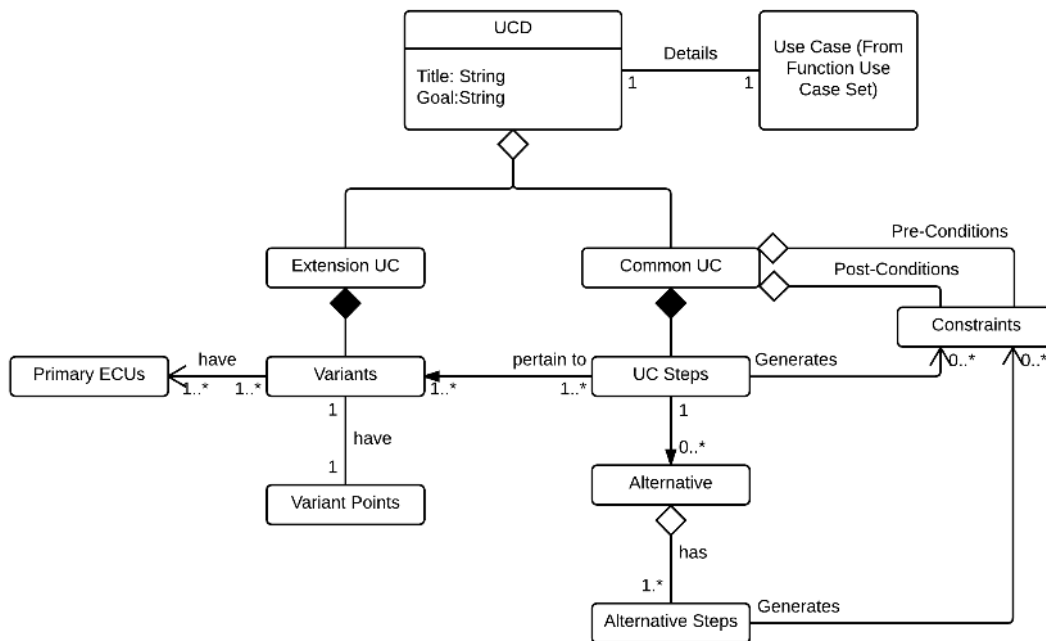 UCD
Title: String
Goal:String
Details
1
1
Use Case (From
Function Use
Case Set)
Extension UC
Common UC
Pre-Conditions
Post-Conditions
Constraints
0..*
0..*
Primary ECUs
have
1..*
1..*
Variants
pertain to
1..*
1..*
UC Steps
Generates
1
have
1
Variant Points
1
0..*
Alternative
has
1.*
Alternative Steps
Generates